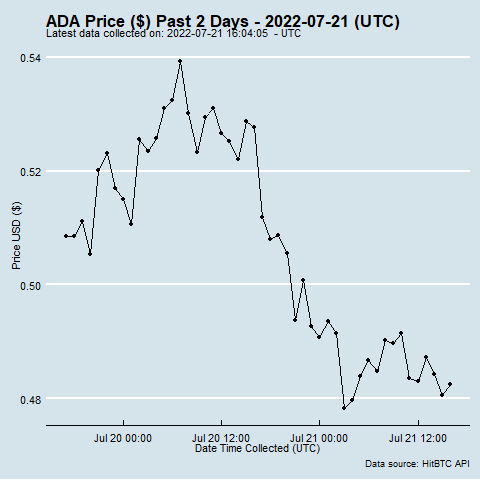 ADA Price ($) Past 2 Days - 2022-07-21 (UTC)
Latest data collected on: 2022-07-21 16:04:05 - UTC
0.54
0.52
0.50
0.48
Price USD ($)
Jul 20 00:00 Jul 20 12:00 Jul 21 00:00 Jul 21 12:00
Date Time Collected (UTC)
Data source: HitBTC API